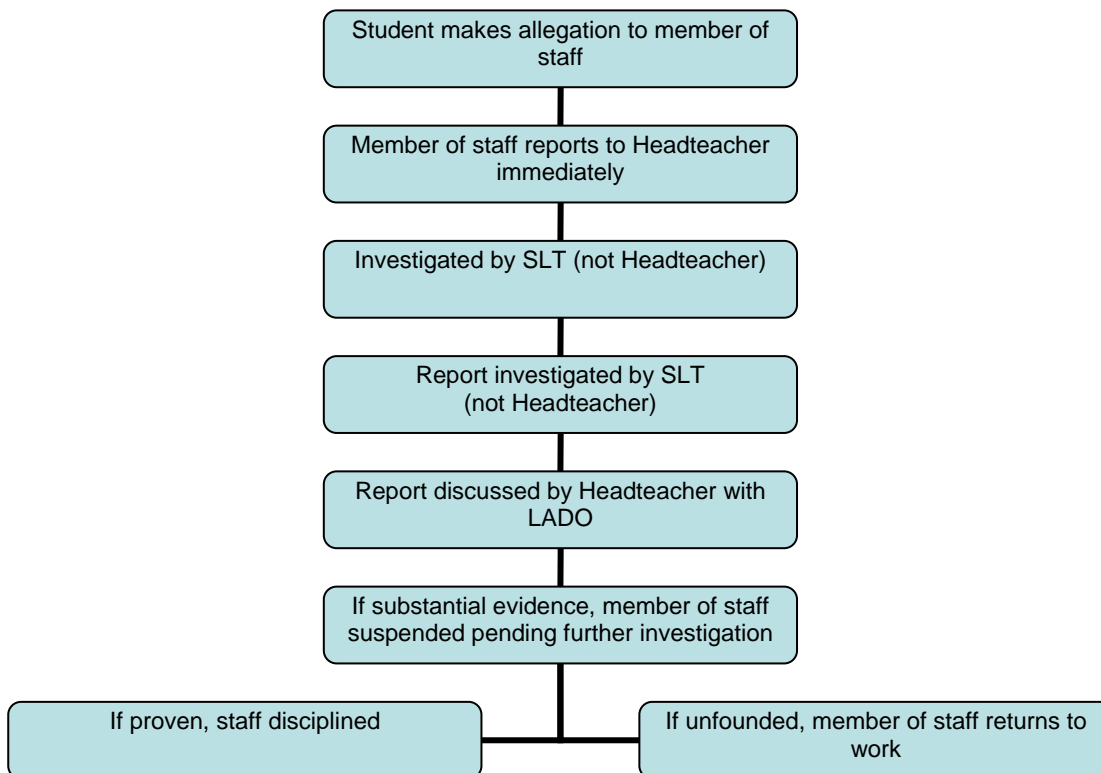 Student makes allegation to member of
staff
Member of staff reports to Headteacher
immediately
Investigated by SLT (not Headteacher)
Report investigated by SLT
(not Headteacher)
Report discussed by Headteacher with
LADO
If substantial evidence, member of staff
suspended pending further investigation
If proven, staff disciplined
If unfounded, member of staff returns to
work